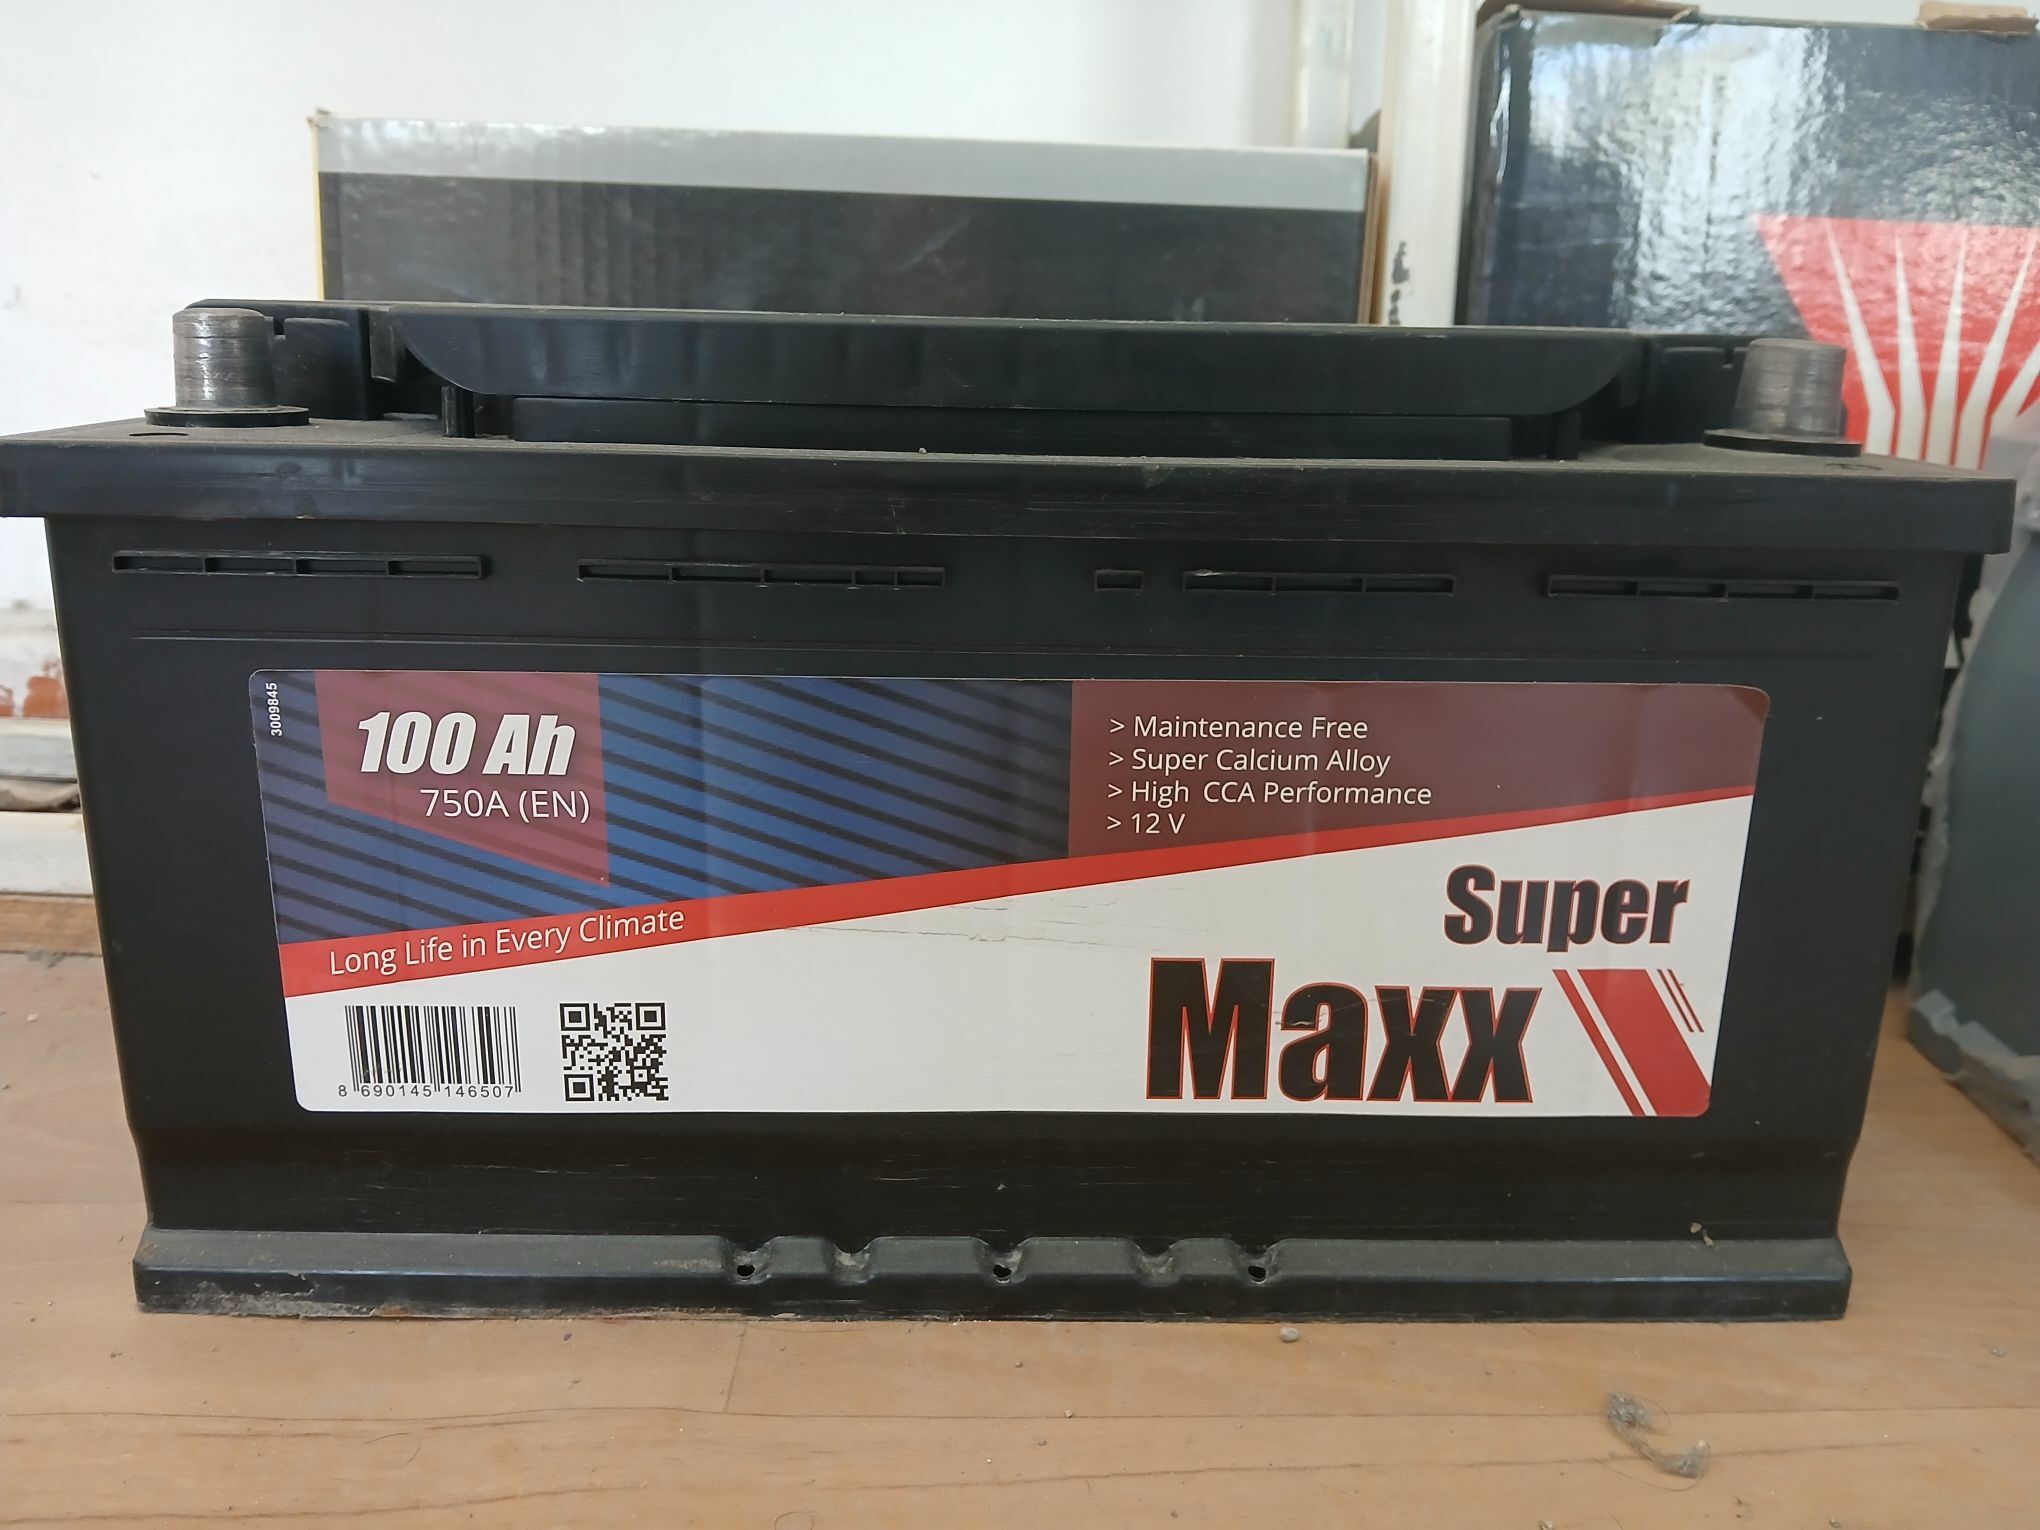 3009845
100 Ah
750A (EN)
> Maintenance Free
> Super Calcium Alloy
> High CCA Performance
> 12 V
Long Life in Every Climate
Super
Maxx
8 690145 146507